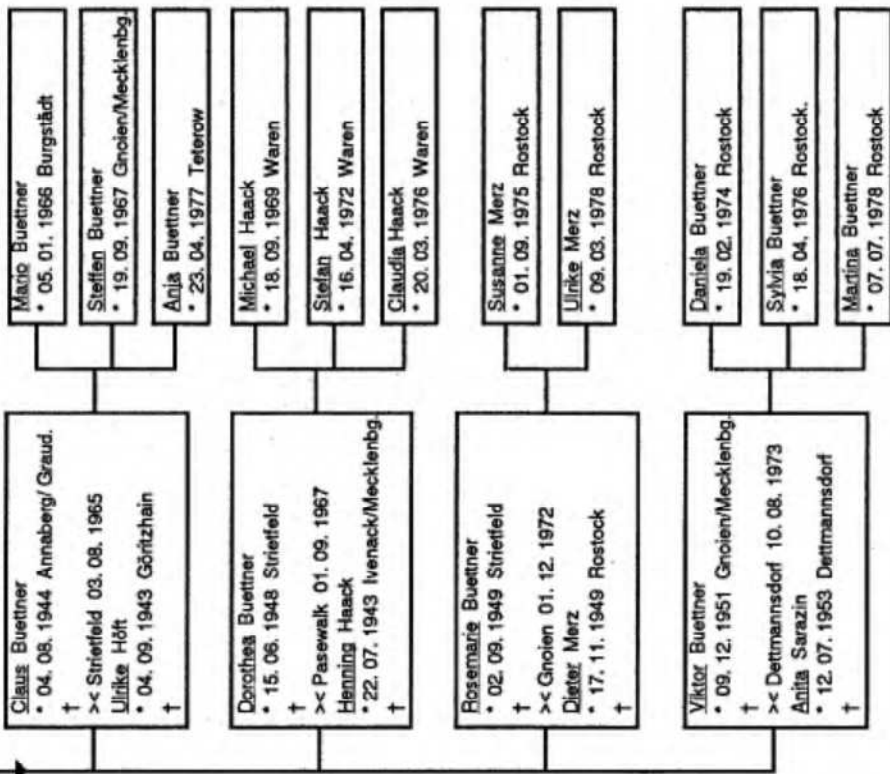 Claus Buettner
* 04. 08. 1944 Annaberg/ Graud.
†
>< Strietfeld 03. 08. 1965
Ulrike Höft
* 04. 09. 1943 Göritzhain
†
Mario Buettner
* 05. 01. 1966 Burgstädt
Steffen Buettner
* 19. 09. 1967 Gnoien/Mecklenbg.
Anja Buettner
* 23. 04. 1977 Teterow
Dorothea Buettner
* 15. 06. 1948 Strietfeld
†
>< Pasewalk 01. 09. 1967
Henning Haack
* 22. 07. 1943 Ivenack/Mecklenbg.
†
Michael Haack
* 18. 09. 1969 Waren
Stefan Haack
* 16. 04. 1972 Waren
Claudia Haack
* 20. 03. 1976 Waren
Rosemarie Buettner
* 02. 09. 1949 Strietfeld
†
>< Gnoien 01. 12. 1972
Dieter Merz
* 17. 11. 1949 Rostock
†
Susanne Merz
* 01. 09. 1975 Rostock
Ulrike Merz
* 09. 03. 1978 Rostock
Viktor Buettner
* 09. 12. 1951 Gnoien/Mecklenbg.
†
>< Dettmannsdorf 10. 08. 1973
Anita Sarazin
* 12. 07. 1953 Dettmannsdorf
†
Daniela Buettner
* 19. 02. 1974 Rostock
Sylvia Buettner
* 18. 04. 1976 Rostock.
Martina Buettner
* 07. 07. 1978 Rostock